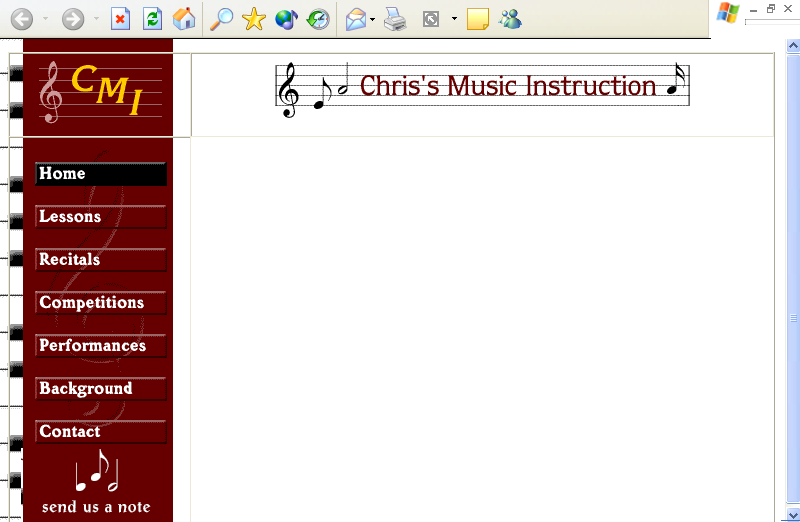 CMI
Chris's Music Instruction
Home
Lessons
Recitals
Competitions
Performances
Background
Contact
send us a note